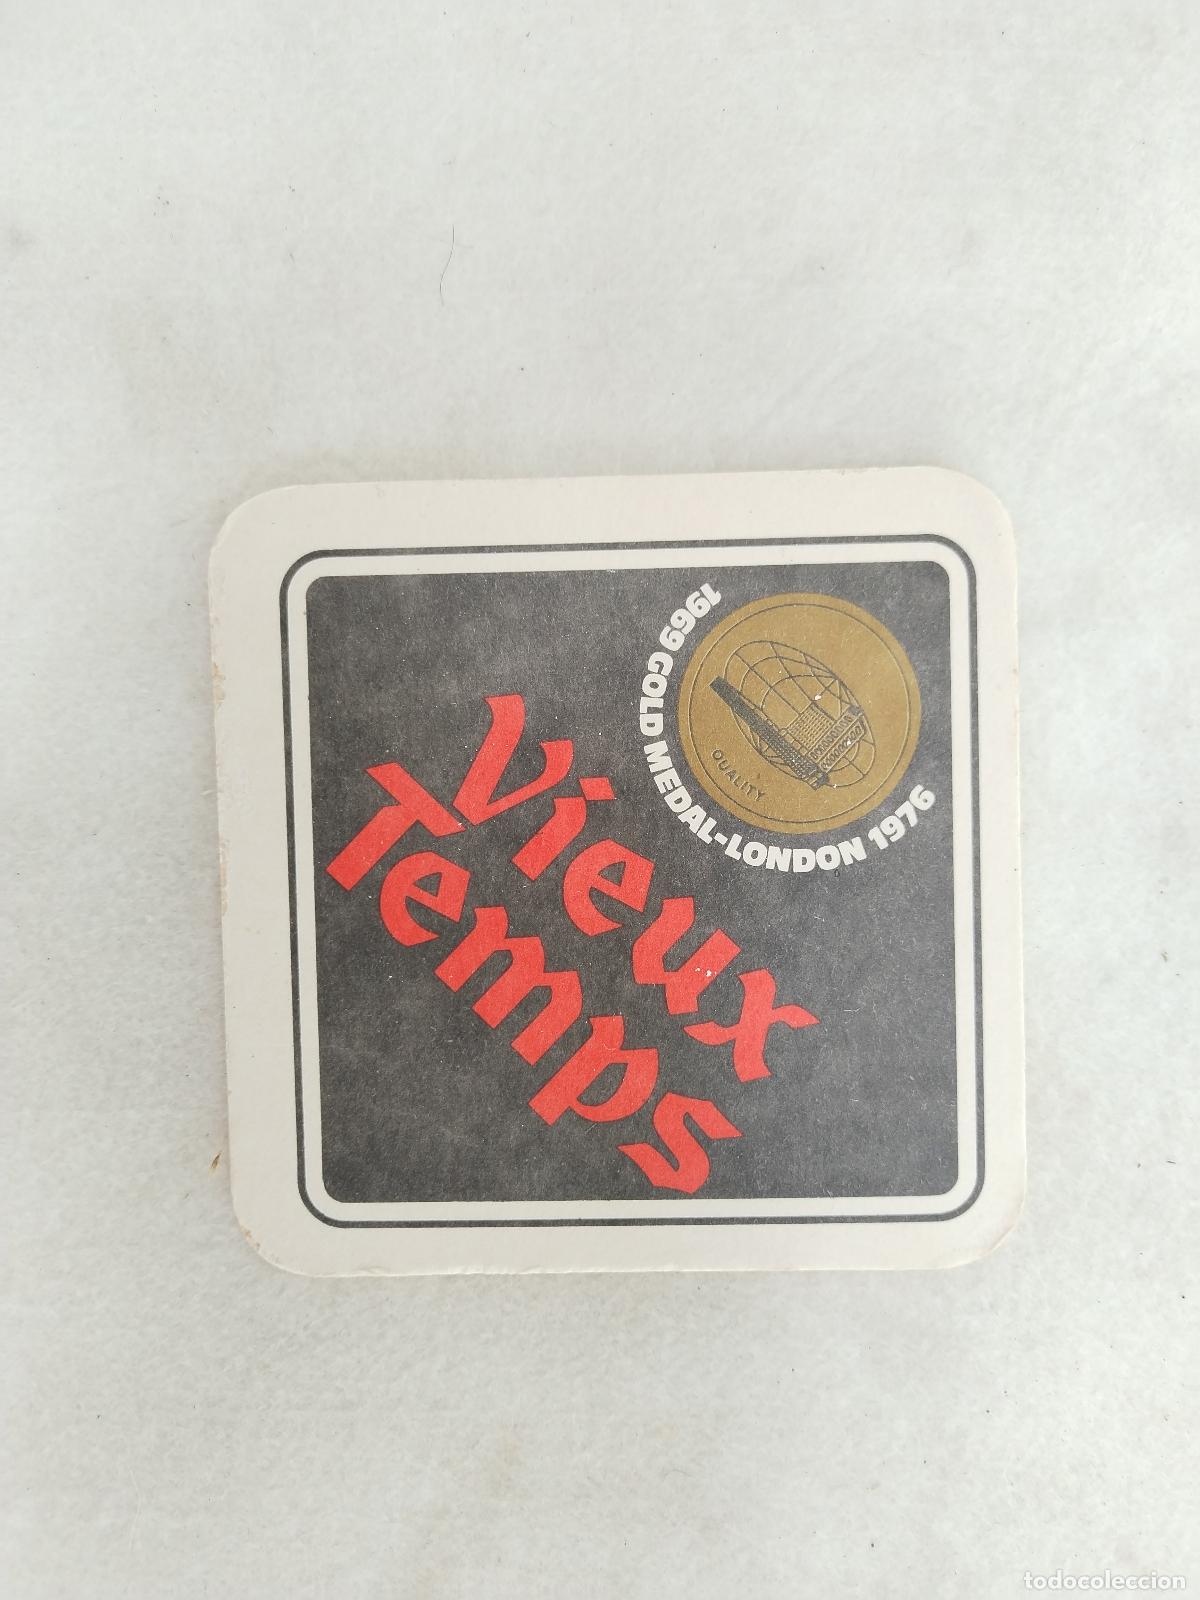 1969 GOLD MEDAL-LONDON 1976
QUALITY
Vieux
Temps
todocoleccion